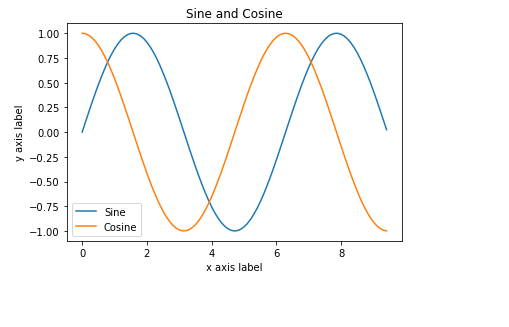 Sine and Cosine
1.00
0.75
0.50
0.25
0.00
−0.25
−0.50
−0.75
−1.00
y axis label
Sine
Cosine
0 2 4 6 8
x axis label